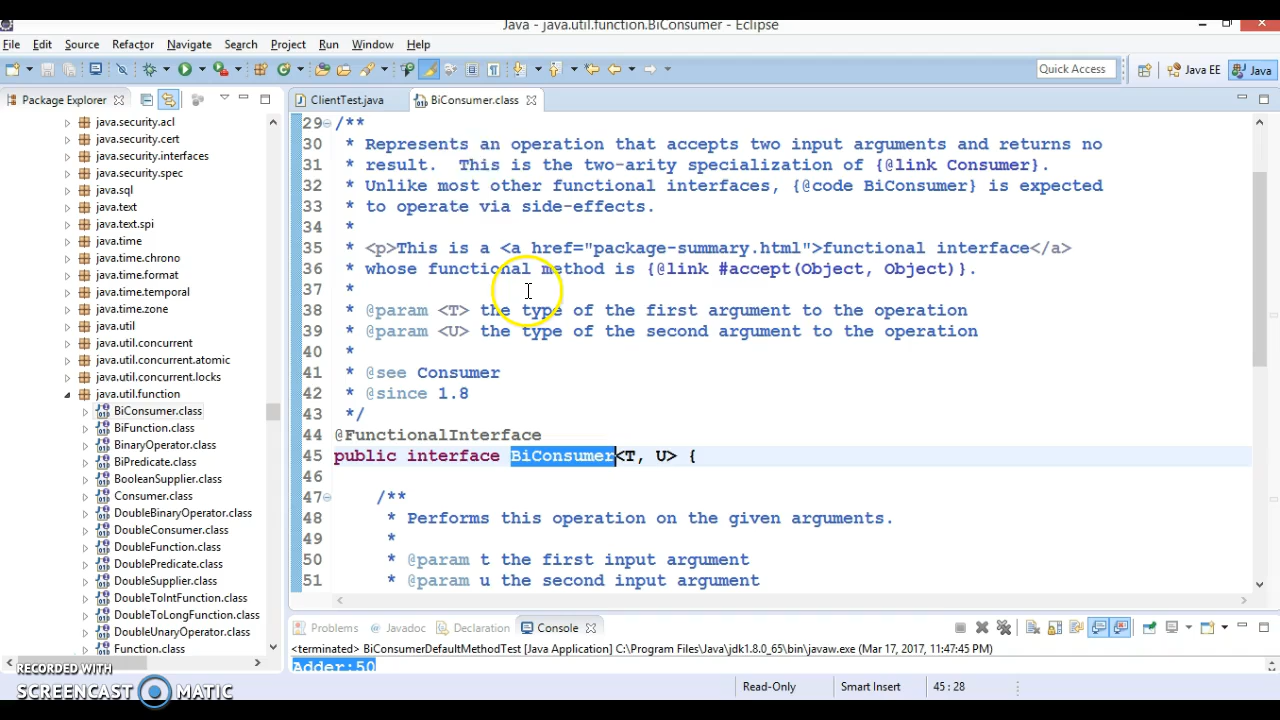 Java - java.util.function.BiConsumer - Eclipse
File Edit Source Refactor Navigate Search Project Run Window Help
Quick Access Java EE Java
Package Explorer
java.security.acl
java.security.cert
java.security.interfaces
java.security.spec
java.sql
java.text
java.text.spi
java.time
java.time.chrono
java.time.format
java.time.temporal
java.time.zone
java.util
java.util.concurrent
java.util.concurrent.atomic
java.util.concurrent.locks
java.util.function
BiConsumer.class
BiFunction.class
BinaryOperator.class
BiPredicate.class
BooleanSupplier.class
Consumer.class
DoubleBinaryOperator.class
DoubleConsumer.class
DoubleFunction.class
DoublePredicate.class
DoubleSupplier.class
DoubleToIntFunction.class
DoubleToLongFunction.class
DoubleUnaryOperator.class
Function.class
ClientTest.java BiConsumer.class
29 /**
30 * Represents an operation that accepts two input arguments and returns no
31 * result.  This is the two-arity specialization of {@link Consumer}.
32 * Unlike most other functional interfaces, {@code BiConsumer} is expected
33 * to operate via side-effects.
34 *
35 * <p>This is a <a href="package-summary.html">functional interface</a>
36 * whose functional method is {@link #accept(Object, Object)}.
37 *
38 * @param <T> the type of the first argument to the operation
39 * @param <U> the type of the second argument to the operation
40 *
41 * @see Consumer
42 * @since 1.8
43 */
44 @FunctionalInterface
45 public interface BiConsumer<T, U> {
46
47 /**
48 * Performs this operation on the given arguments.
49 *
50 * @param t the first input argument
51 * @param u the second input argument
Problems Javadoc Declaration Console
<terminated> BiConsumerDefaultMethodTest [Java Application] C:\Program Files\Java\jdk1.8.0_65\bin\javaw.exe (Mar 17, 2017, 11:47:45 PM)
Adder:50
Read-Only Smart Insert 45 : 28
RECORDED WITH
SCREENCAST MATIC